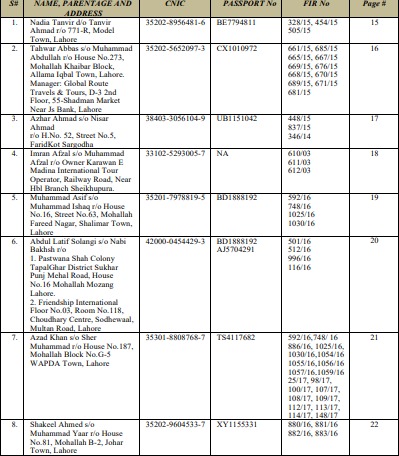 S# NAME, PARENTAGE AND ADDRESS CNIC PASSPORT No FIR No Page #
1. Nadia Tanvir d/o Tanvir 35202-8956481-6 BE7794811 328/15, 454/15 15
Ahmad r/o 771-R, Model 505/15
Town, Lahore
2. Tahwar Abbas s/o Muhammad 35202-5652097-3 CX1010972 661/15, 685/15 16
Abdullah r/o House No.273, 665/15, 667/15
Mohallah Khaibar Block, 669/15, 676/15
Allama Iqbal Town, Lahore. 668/15, 670/15
Manager: Global Route 689/15, 671/15
Travels & Tours, D-3 2nd 681/15
Floor, 55-Shadman Market
Near Js Bank, Lahore
3. Azhar Ahmad s/o Nisar 38403-3056104-9 UB1151042 448/15 17
Ahmad 837/15
r/o H.No. 52, Street No.5, 346/14
FaridKot Sargodha
4. Imran Afzal s/o Muhammad 33102-5293005-7 NA 610/03 18
Afzal r/o Owner Karawan E 611/03
Madina International Tour 612/03
Operator, Railway Road, Near
Hbl Branch Sheikhupura.
5. Muhammad Asif s/o 35201-7978819-5 BD1888192 592/16 19
Muhammad Ishaq r/o House 748/16
No.16, Street No.63, Mohallah 1025/16
Fareed Nagar, Shalimar Town, 1030/16
Lahore
6. Abdul Latif Solangi s/o Nabi 42000-0454429-3 BD1888192 501/16 20
Bakhsh r/o AJ5704291 512/16
1. Pastwana Shah Colony 996/16
TapalGhar District Sukhar 116/16
Punj Mehal Road, House
No.16 Mohallah Mozang
Lahore.
2. Friendship International
Floor No.03, Room No.118,
Choudhary Centre, Sodhewaal,
Multan Road, Lahore
7. Azad Khan s/o Sher 35301-8808768-7 TS4117682 592/16,748/ 16 21
Muhammad r/o House No.187, 886/16, 1025/16,
Mohallah Block No.G-5 1030/16,1054/16
WAPDA Town, Lahore 1055/16,1056/16
1057/16,1059/16
25/17, 98/17,
100/17, 107/17,
108/17, 109/17,
112/17, 113/17,
114/17, 148/17
8. Shakeel Ahmed s/o 35202-9604533-7 XY1155331 880/16, 881/16 22
Muhammad Yaar r/o House 882/16, 883/16
No.81, Mohallah B-2, Johar
Town, Lahore